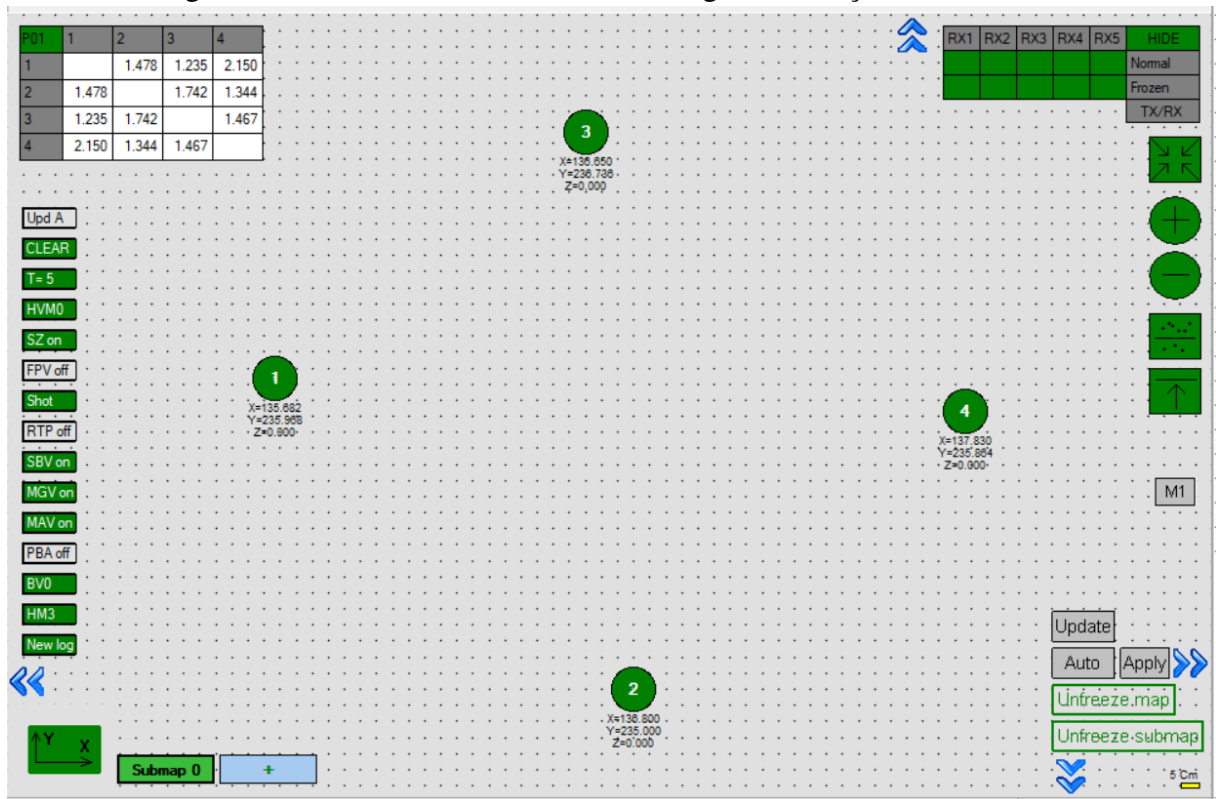 P01 1 2 3 4
1 1.478 1.235 2.150
2 1.478 1.742 1.344
3 1.235 1.742 1.467
4 2.150 1.344 1.467
RX1 RX2 RX3 RX4 RX5 HIDE
Normal
Frozen
TX/RX
3
X=136.650
Y=236.736
Z=0.000
Upd A
CLEAR
T= 5
HVM0
SZ on
FPV off
Shot
RTP off
SBV on
MGV on
MAV on
PBA off
BV0
HM3
New log
1
X=135.682
Y=235.968
Z=0.800
4
X=137.830
Y=235.864
Z=0.900
M1
2
X=136.800
Y=235.000
Z=0.000
Update
Auto Apply
Unfreeze map
Unfreeze submap
Y X
Submap 0 +
5 Cm